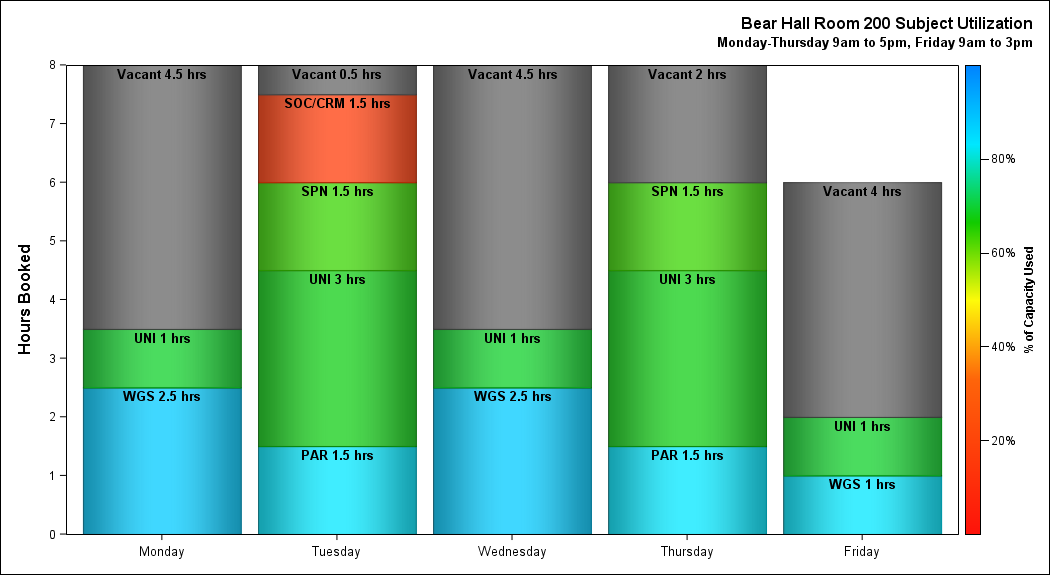 Bear Hall Room 200 Subject Utilization
Monday-Thursday 9am to 5pm, Friday 9am to 3pm
Hours Booked
8
7
6
5
4
3
2
1
0
Vacant 4.5 hrs
UNI 1 hrs
WGS 2.5 hrs
Monday
Vacant 0.5 hrs
SOC/CRM 1.5 hrs
SPN 1.5 hrs
UNI 3 hrs
PAR 1.5 hrs
Tuesday
Vacant 4.5 hrs
UNI 1 hrs
WGS 2.5 hrs
Wednesday
Vacant 2 hrs
SPN 1.5 hrs
UNI 3 hrs
PAR 1.5 hrs
Thursday
Vacant 4 hrs
UNI 1 hrs
WGS 1 hrs
Friday
80%
60%
40%
20%
% of Capacity Used